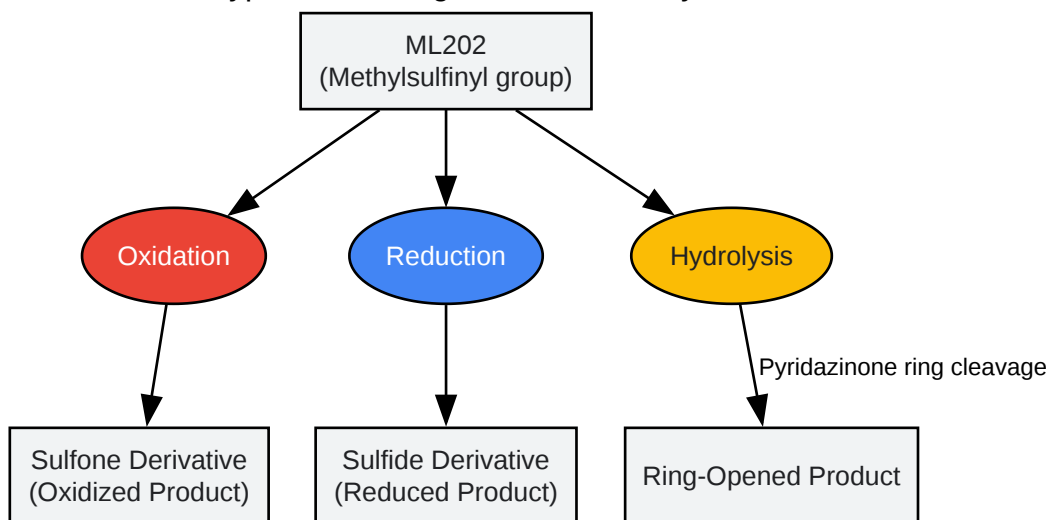 ML202
(Methylsulfinyl group)
Oxidation
Reduction
Hydrolysis
Pyridazinone ring cleavage
Sulfone Derivative
(Oxidized Product)
Sulfide Derivative
(Reduced Product)
Ring-Opened Product